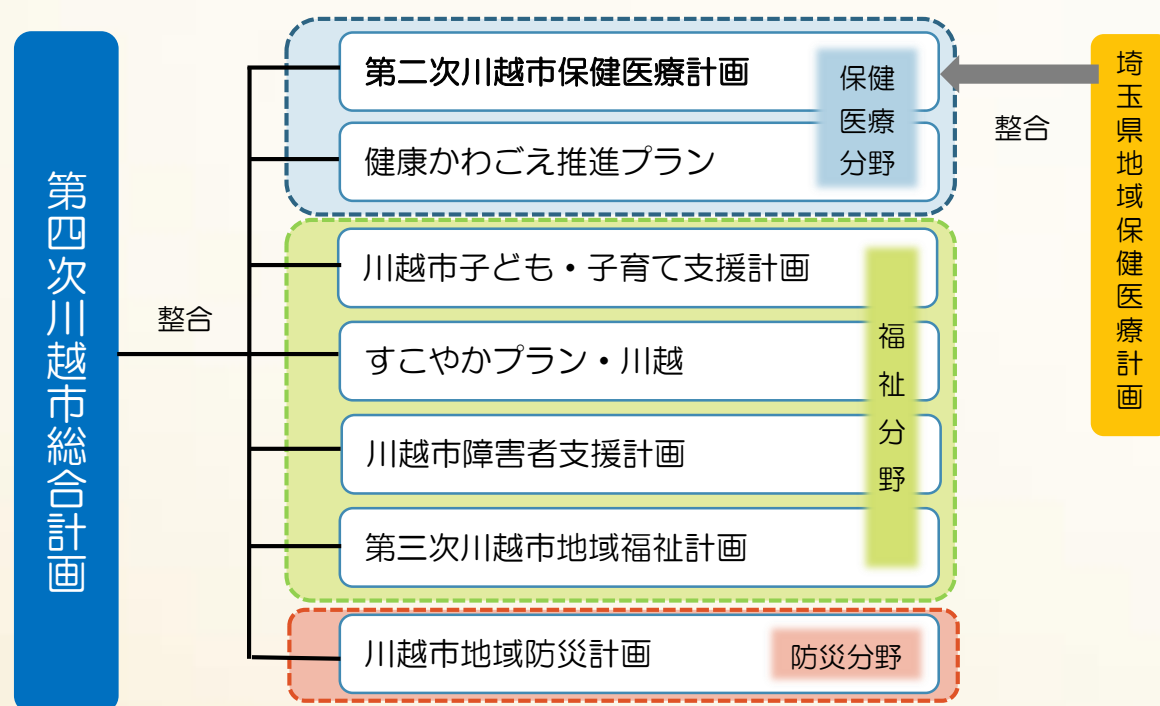 第四次川越市総合計画
整合
第二次川越市保健医療計画
健康かわごえ推進プラン
保健
医療
分野
川越市子ども・子育て支援計画
すこやかプラン・川越
川越市障害者支援計画
第三次川越市地域福祉計画
福祉分野
川越市地域防災計画
防災分野
整合
埼玉県地域保健医療計画